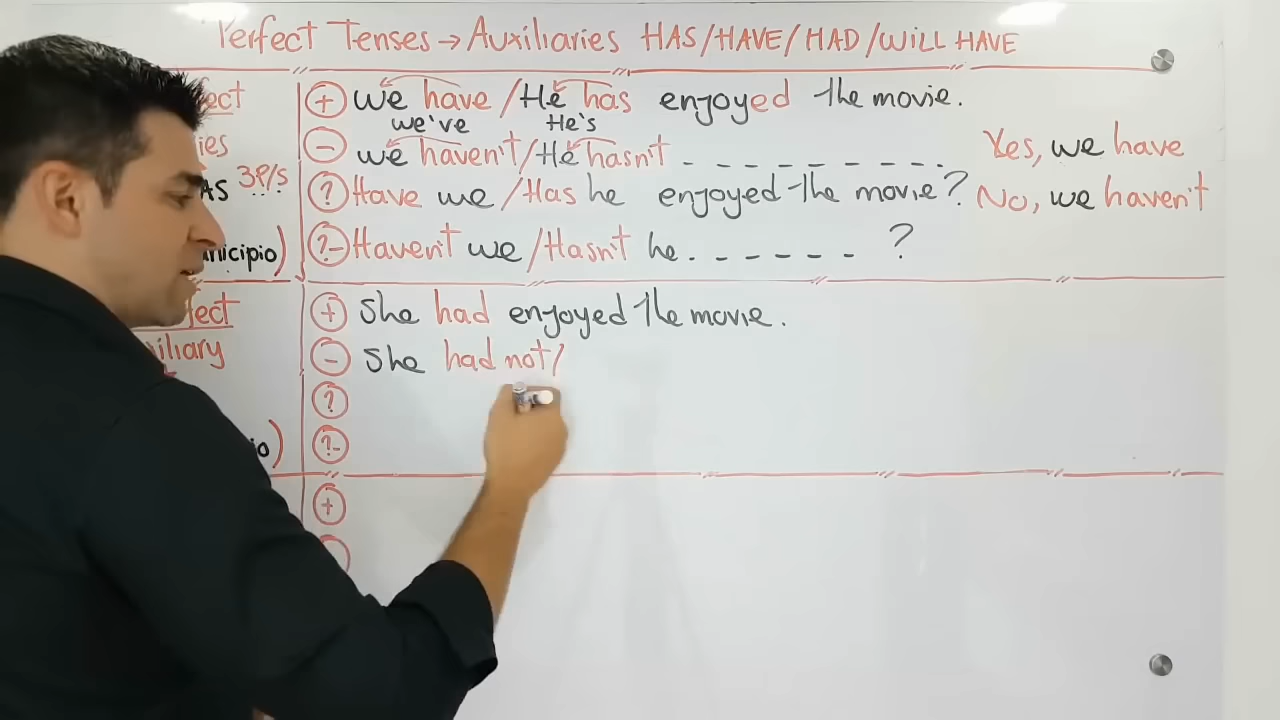 Perfect Tenses → Auxiliaries HAS/HAVE/HAD/WILL HAVE
(+) We have / He has enjoyed the movie.
we've He's
(-) we haven't / He hasn't - - - - - - - - - -
Yes, we have
3P/S
(?) Have we / Has he enjoyed the movie? No, we haven't
(?-) Haven't we / Hasn't he . - - - - - - ?
(+) She had enjoyed the movie.
(-) She had not /
(?)
(?-)
(+)